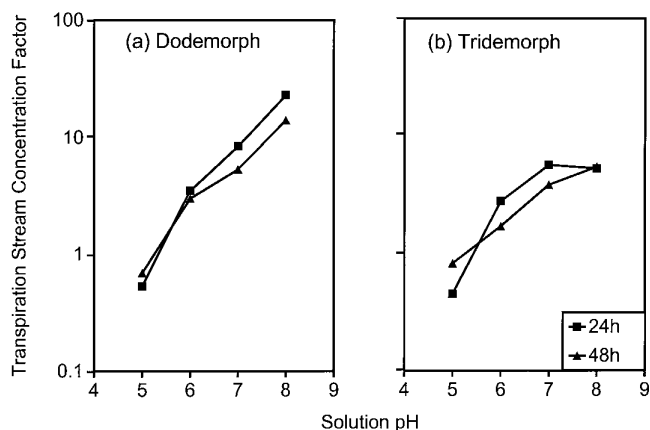 Transpiration Stream Concentration Factor
100
10
1
0.1
(a) Dodemorph
4 5 6 7 8 9
(b) Tridemorph
24h
48h
4 5 6 7 8 9
Solution pH